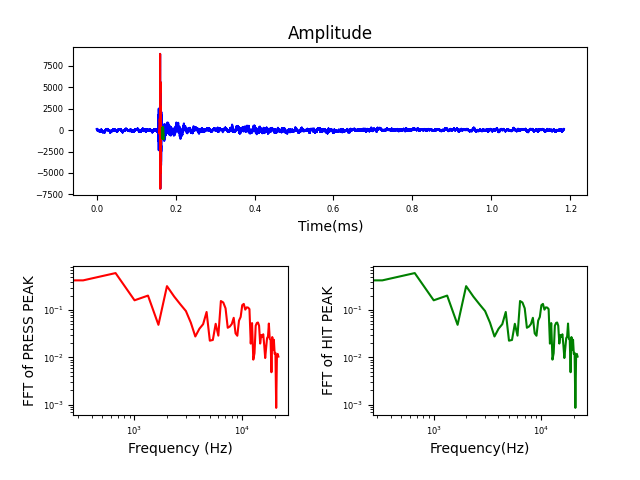 Amplitude
7500
5000
2500
0
−2500
−5000
−7500
0.0 0.2 0.4 0.6 0.8 1.0 1.2
Time(ms)
FFT of PRESS PEAK
10⁻¹
10⁻²
10⁻³
10³ 10⁴
Frequency (Hz)
FFT of HIT PEAK
10⁻¹
10⁻²
10⁻³
10³ 10⁴
Frequency(Hz)